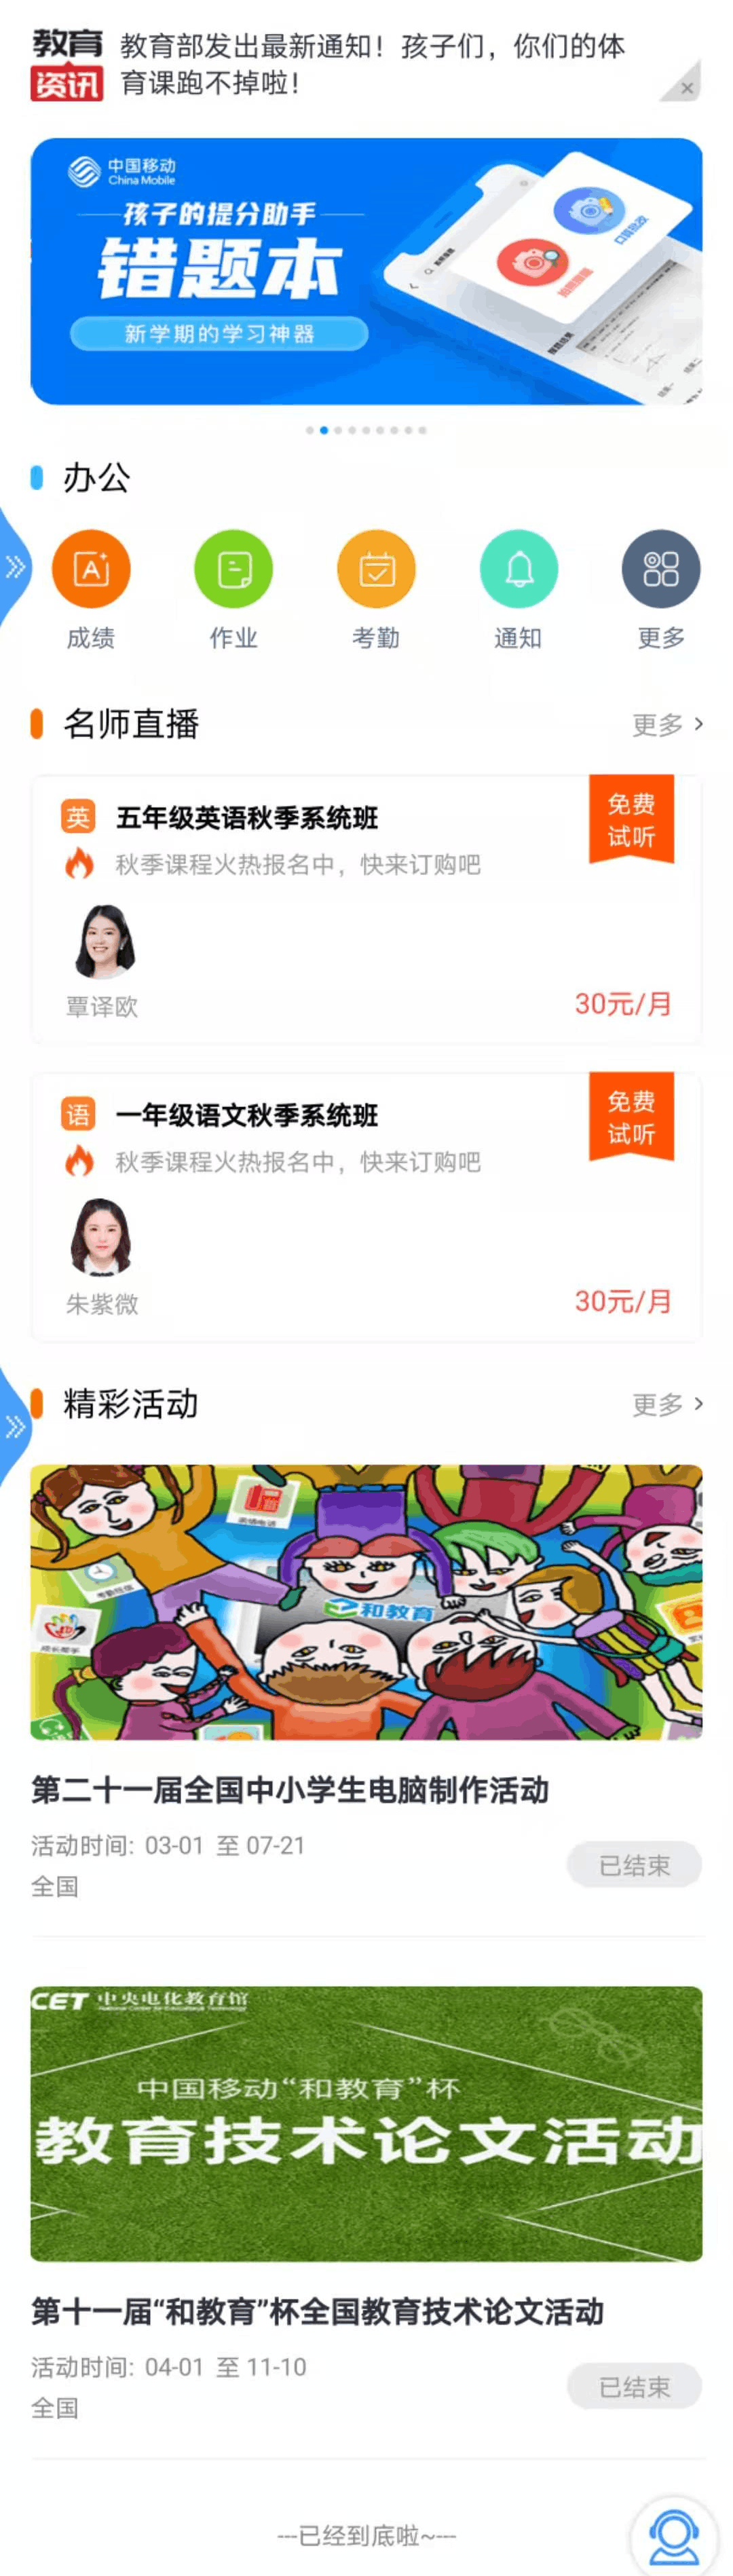 教育
资讯
教育部发出最新通知！孩子们，你们的体
育课跑不掉啦！
中国移动
China Mobile
孩子的提分助手
错题本
新学期的学习神器
口算批改
办公
成绩
作业
考勤
通知
更多
名师直播
更多
英
五年级英语秋季系统班
免费
试听
秋季课程火热报名中，快来订购吧
覃译欧
30元/月
语
一年级语文秋季系统班
免费
试听
秋季课程火热报名中，快来订购吧
朱紫微
30元/月
精彩活动
更多
和教育
第二十一届全国中小学生电脑制作活动
活动时间: 03-01 至 07-21
已结束
全国
CET 中央电化教育馆
中国移动“和教育”杯
教育技术论文活动
第十一届“和教育”杯全国教育技术论文活动
活动时间: 04-01 至 11-10
已结束
全国
---已经到底啦~---